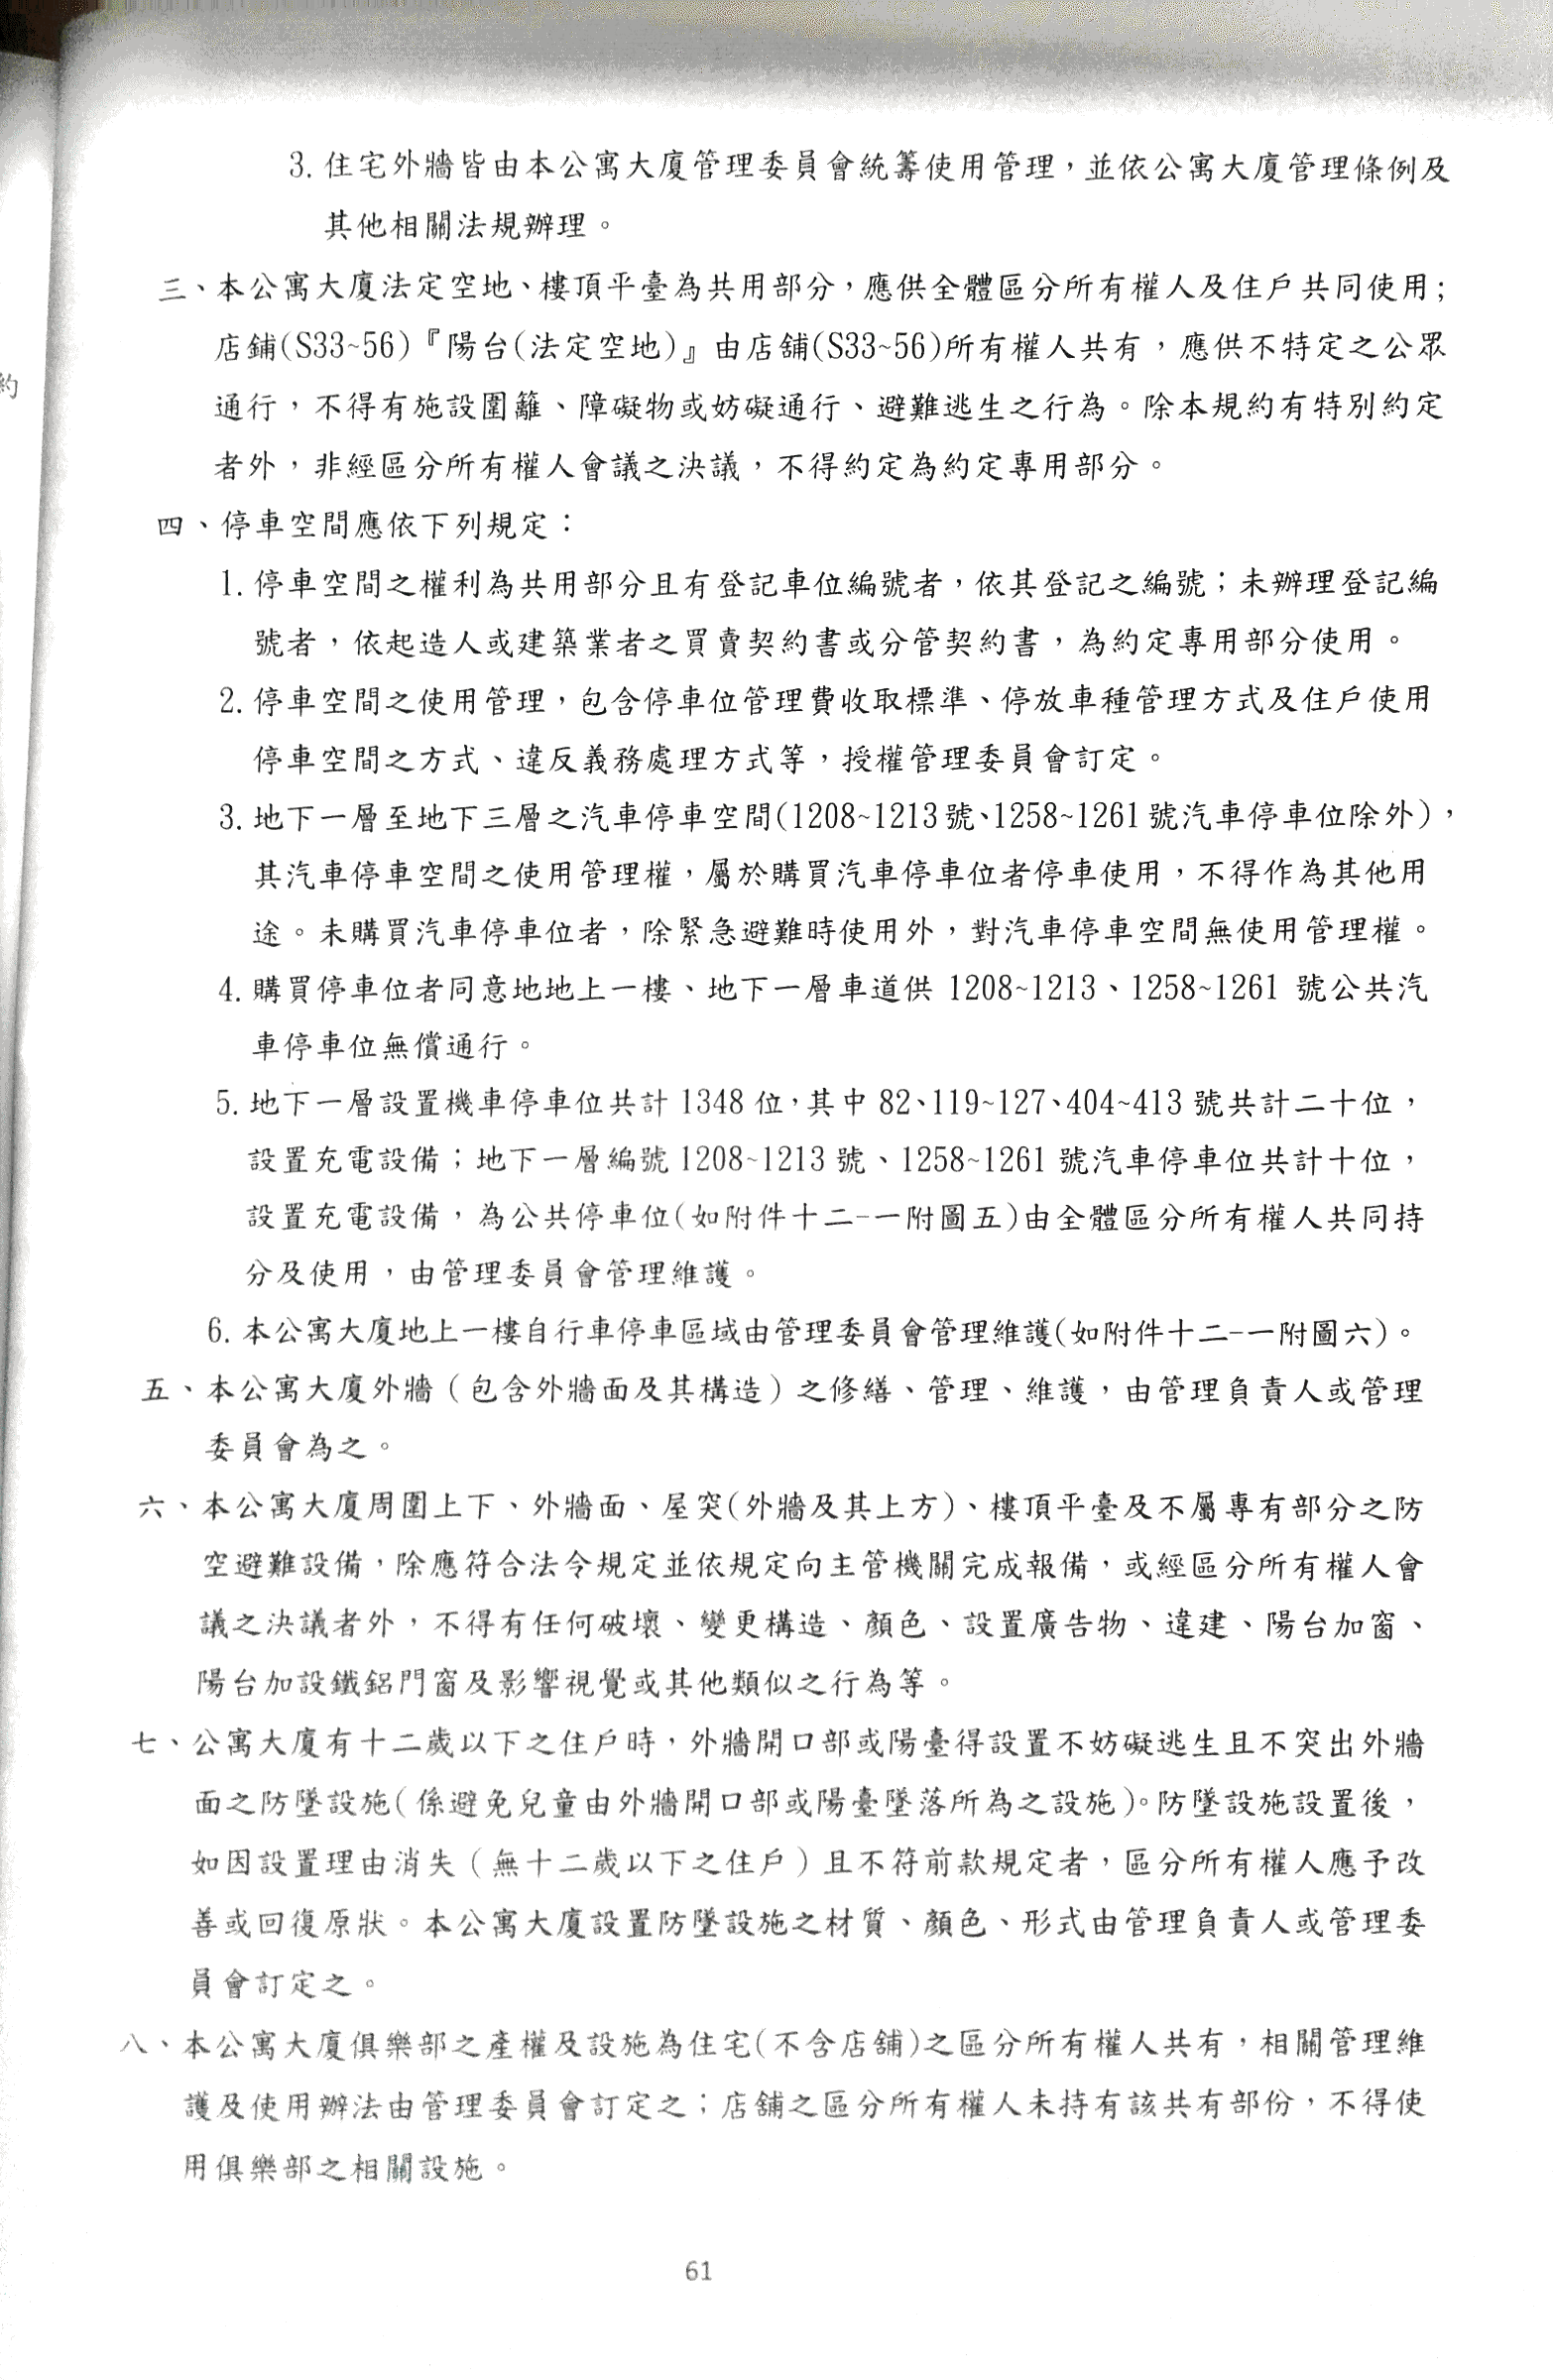 約
3. 住宅外牆皆由本公寓大廈管理委員會統籌使用管理，並依公寓大廈管理條例及
其他相關法規辦理。
三、本公寓大廈法定空地、樓頂平臺為共用部分，應供全體區分所有權人及住戶共同使用；
店鋪(S33~56)『陽台(法定空地)』由店舖(S33~56)所有權人共有，應供不特定之公眾
通行，不得有施設圍籬、障礙物或妨礙通行、避難逃生之行為。除本規約有特別約定
者外，非經區分所有權人會議之決議，不得約定為約定專用部分。
四、停車空間應依下列規定：
1. 停車空間之權利為共用部分且有登記車位編號者，依其登記之編號；未辦理登記編
號者，依起造人或建築業者之買賣契約書或分管契約書，為約定專用部分使用。
2. 停車空間之使用管理，包含停車位管理費收取標準、停放車種管理方式及住戶使用
停車空間之方式、違反義務處理方式等，授權管理委員會訂定。
3. 地下一層至地下三層之汽車停車空間(1208~1213號、1258~1261號汽車停車位除外)，
其汽車停車空間之使用管理權，屬於購買汽車停車位者停車使用，不得作為其他用
途。未購買汽車停車位者，除緊急避難時使用外，對汽車停車空間無使用管理權。
4. 購買停車位者同意地地上一樓、地下一層車道供 1208~1213、1258~1261 號公共汽
車停車位無償通行。
5. 地下一層設置機車停車位共計 1348 位，其中 82、119~127、404~413 號共計二十位，
設置充電設備；地下一層編號 1208~1213 號、1258~1261 號汽車停車位共計十位，
設置充電設備，為公共停車位(如附件十二-一附圖五)由全體區分所有權人共同持
分及使用，由管理委員會管理維護。
6. 本公寓大廈地上一樓自行車停車區域由管理委員會管理維護(如附件十二-一附圖六)。
五、本公寓大廈外牆（包含外牆面及其構造）之修繕、管理、維護，由管理負責人或管理
委員會為之。
六、本公寓大廈周圍上下、外牆面、屋突(外牆及其上方)、樓頂平臺及不屬專有部分之防
空避難設備，除應符合法令規定並依規定向主管機關完成報備，或經區分所有權人會
議之決議者外，不得有任何破壞、變更構造、顏色、設置廣告物、違建、陽台加窗、
陽台加設鐵鋁門窗及影響視覺或其他類似之行為等。
七、公寓大廈有十二歲以下之住戶時，外牆開口部或陽臺得設置不妨礙逃生且不突出外牆
面之防墜設施(係避免兒童由外牆開口部或陽臺墜落所為之設施)。防墜設施設置後，
如因設置理由消失（無十二歲以下之住戶）且不符前款規定者，區分所有權人應予改
善或回復原狀。本公寓大廈設置防墜設施之材質、顏色、形式由管理負責人或管理委
員會訂定之。
八、本公寓大廈俱樂部之產權及設施為住宅(不含店舖)之區分所有權人共有，相關管理維
護及使用辦法由管理委員會訂定之；店舖之區分所有權人未持有該共有部份，不得使
用俱樂部之相關設施。
61